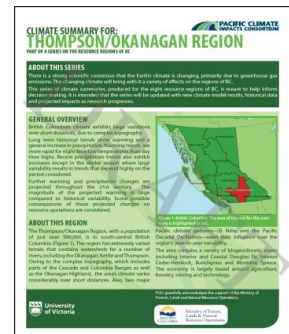 PACIFIC CLIMATE
IMPACTS CONSORTIUM
CLIMATE SUMMARY FOR:
THOMPSON/OKANAGAN REGION
PART OF A SERIES ON THE RESOURCE REGIONS OF BC
ABOUT THIS SERIES
There is a strong scientific consensus that the Earth's climate is changing, primarily due to greenhouse gas
emissions. The changing climate will bring with it a variety of effects on the regions of BC.
This series of climate summaries, produced for the eight resource regions of BC, is meant to help inform
decision making. It is intended that the series will be updated with new climate model results, historical data
and projected impacts as research progresses.
GENERAL OVERVIEW
British Columbia's climate exhibits large variations
over short distances, due to complex topography.
Long term historical trends show a warming and
general increase in precipitation. Warming trends are
more rapid for night time low temperatures than day
time highs. Recent precipitation trends also exhibit
increases except in the winter season where large
variability results in trends that depend highly on the
period considered.
Further warming and precipitation changes are
projected throughout the 21st century. The
magnitude of the projected warming is large
compared to historical variability. Some possible
consequences of these projected changes on
resource operations are considered.
Figure 1: British Columbia. The area of interest for this summary
is highlighted in red.
ABOUT THIS REGION
The Thompson/Okanagan Region, with a population
of just over 500,000, is in south-central British
Columbia (Figure 1). The region has extremely varied
terrain that contains watersheds for a number of
rivers, including the Okanagan, Kettle and Thompson.
Owing to the complex topography, which includes
parts of the Cascade and Columbia Ranges as well
as the Okanagan Highland, the area's climate varies
considerably over short distances. Also, two major
Pacific climate patterns—El Niño and the Pacific
Decadal Oscillation—exert their influence over the
region's year-to-year variability.
The area contains a variety of biogeoclimatic zones
including Interior and Coastal Douglas Fir, Interior
Cedar-Hemlock, Bunchgrass and Montane Spruce.
The economy is largely based around agriculture,
forestry, mining and technology.
PCIC gratefully acknowledges the support of the Ministry of
Forests, Lands and Natural Resource Operations.
University
of Victoria
BRITISH
COLUMBIA
Ministry of Forests,
Lands & Natural
Resource Operations